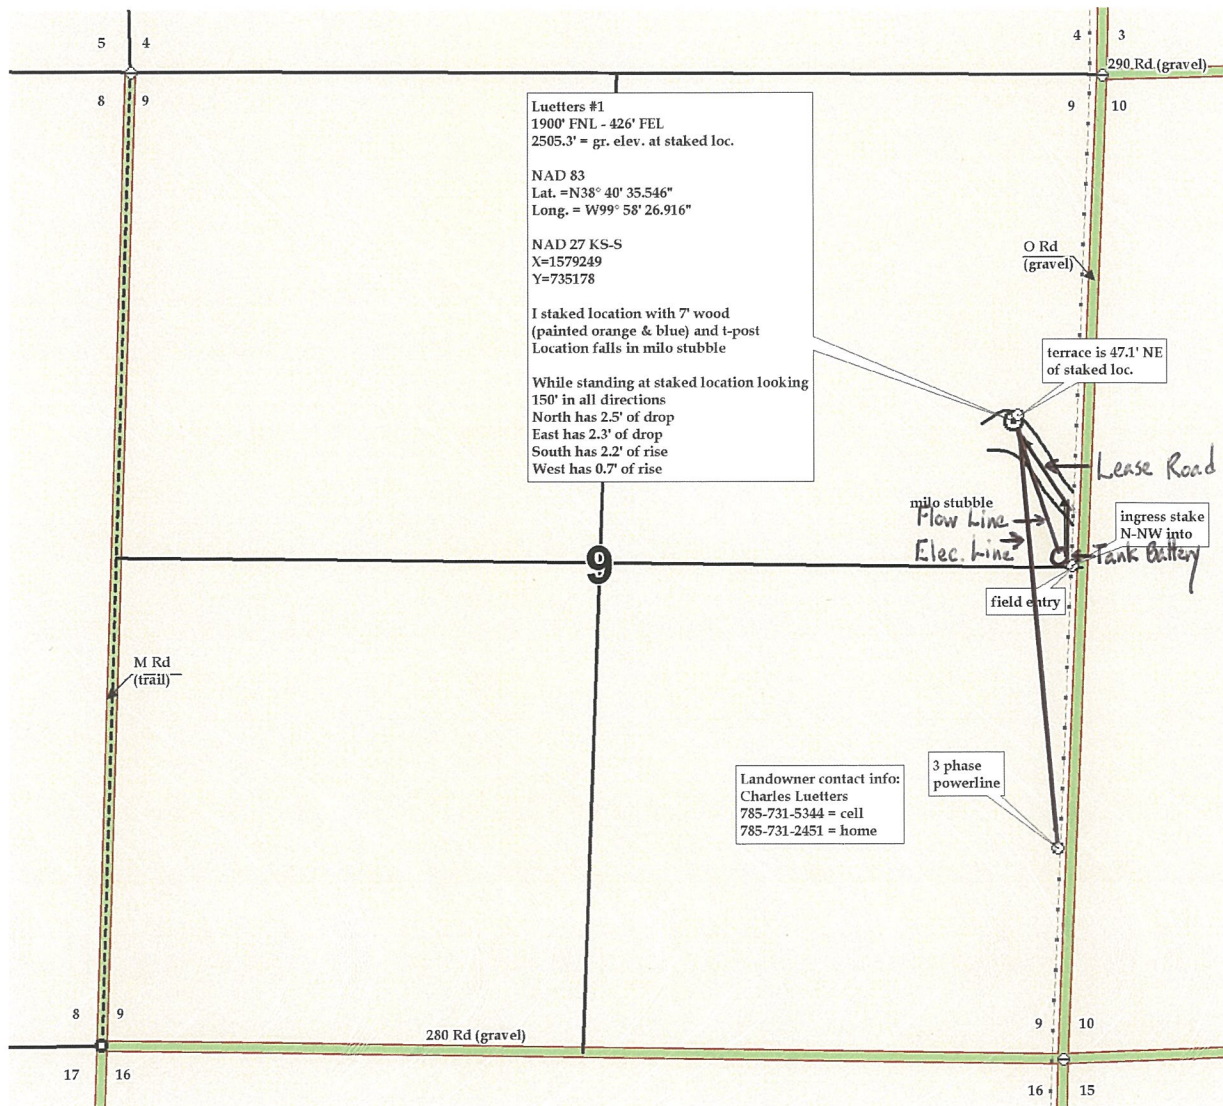 5 4
4 3
290 Rd (gravel)
8 9
9 10
Luetters #1
1900' FNL - 426' FEL
2505.3' = gr. elev. at staked loc.
NAD 83
Lat. =N38° 40' 35.546"
Long. = W99° 58' 26.916"
NAD 27 KS-S
X=1579249
Y=735178
I staked location with 7' wood
(painted orange & blue) and t-post
Location falls in milo stubble
While standing at staked location looking
150' in all directions
North has 2.5' of drop
East has 2.3' of drop
South has 2.2' of rise
West has 0.7' of rise
O Rd
(gravel)
terrace is 47.1' NE
of staked loc.
Lease Road
milo stubble
Flow Line
Elec. Line
ingress stake
N-NW into
Tank Battery
9
field entry
M Rd
(trail)
3 phase
powerline
Landowner contact info:
Charles Luetters
785-731-5344 = cell
785-731-2451 = home
8 9
9 10
280 Rd (gravel)
17 16
16 15